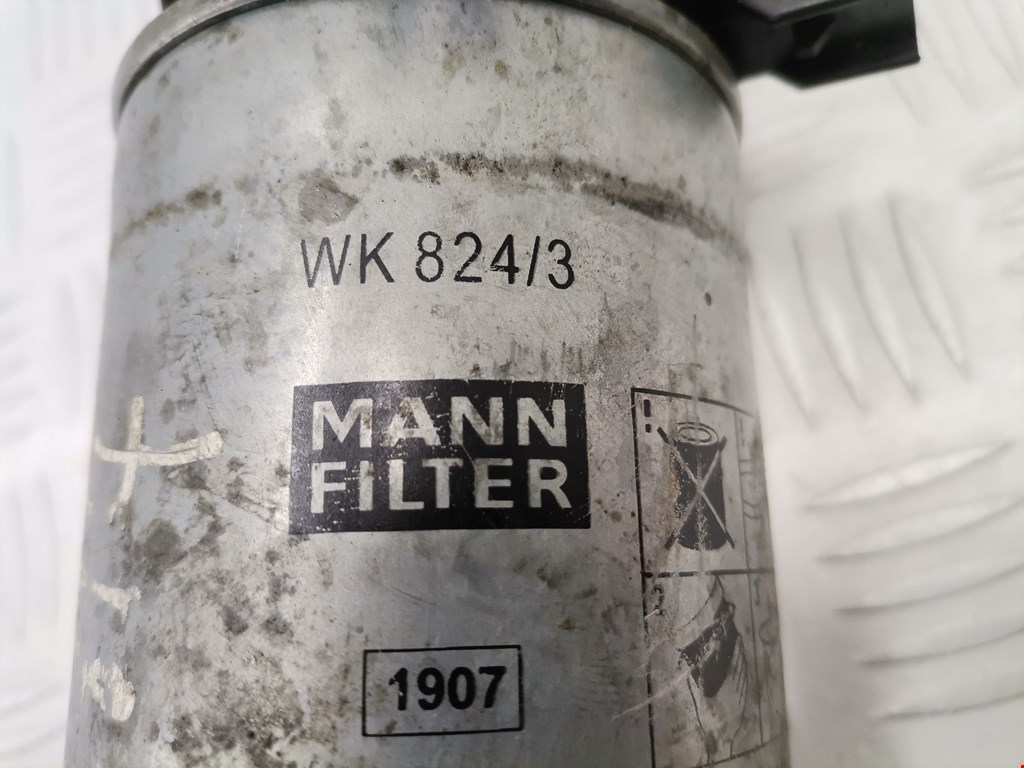 WK 824/3
MANN
FILTER
1907